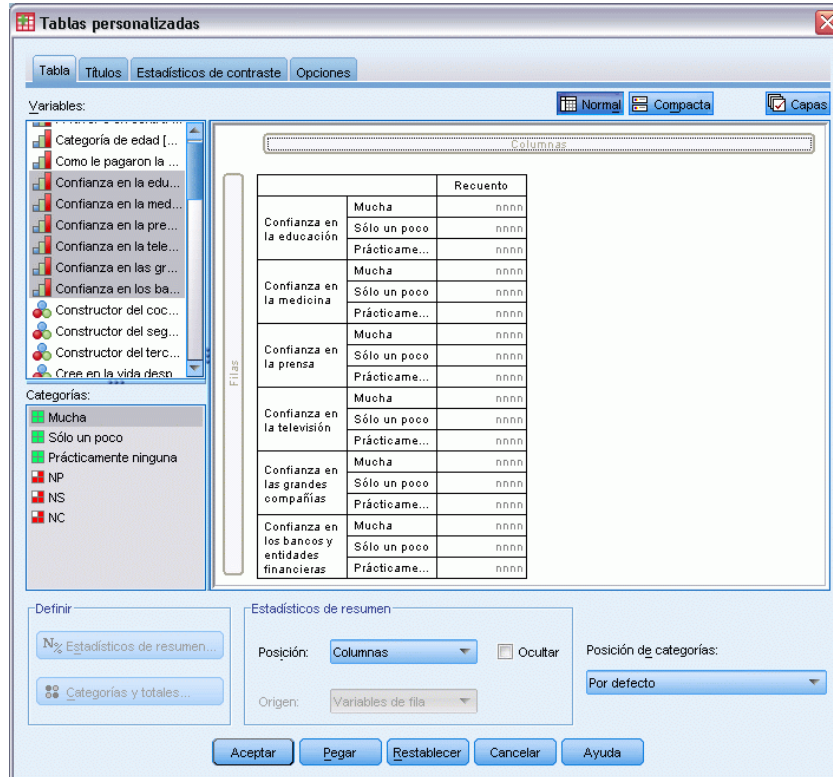 Tablas personalizadas
Tabla
Títulos
Estadísticos de contraste
Opciones
Variables:
Normal
Compacta
Capas
Categoría de edad [...
Como le pagaron la ...
Confianza en la edu...
Confianza en la med...
Confianza en la pre...
Confianza en la tele...
Confianza en las gr...
Confianza en los ba...
Constructor del coc...
Constructor del seg...
Constructor del terc...
Cree en la vida desp
Categorías:
Mucha
Sólo un poco
Prácticamente ninguna
NP
NS
NC
Columnas
Filas
Recuento
Confianza en
la educación
Mucha
nnnn
Sólo un poco
nnnn
Prácticame...
nnnn
Confianza en
la medicina
Mucha
nnnn
Sólo un poco
nnnn
Prácticame...
nnnn
Confianza en
la prensa
Mucha
nnnn
Sólo un poco
nnnn
Prácticame...
nnnn
Confianza en
la televisión
Mucha
nnnn
Sólo un poco
nnnn
Prácticame...
nnnn
Confianza en
las grandes
compañías
Mucha
nnnn
Sólo un poco
nnnn
Prácticame...
nnnn
Confianza en
los bancos y
entidades
financieras
Mucha
nnnn
Sólo un poco
nnnn
Prácticame...
nnnn
Definir
N% Estadísticos de resumen...
Categorías y totales...
Estadísticos de resumen
Posición:
Columnas
Ocultar
Origen:
Variables de fila
Posición de categorías:
Por defecto
Aceptar
Pegar
Restablecer
Cancelar
Ayuda